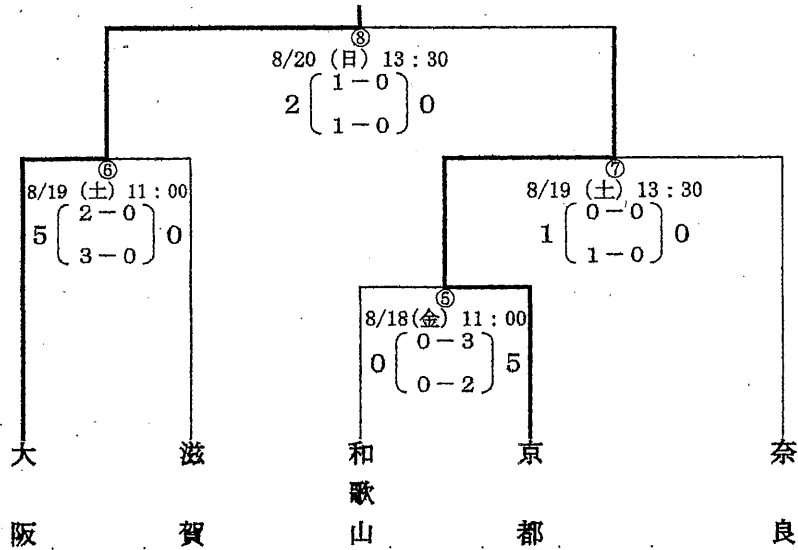 ⑧
8/20 (日) 13:30
1-0
2 0
1-0
⑥
8/19 (土) 11:00
2-0
5 0
3-0
⑦
8/19 (土) 13:30
0-0
1 0
1-0
⑤
8/18(金) 11:00
0-3
0 5
0-2
大阪
滋賀
和歌山
京都
奈良